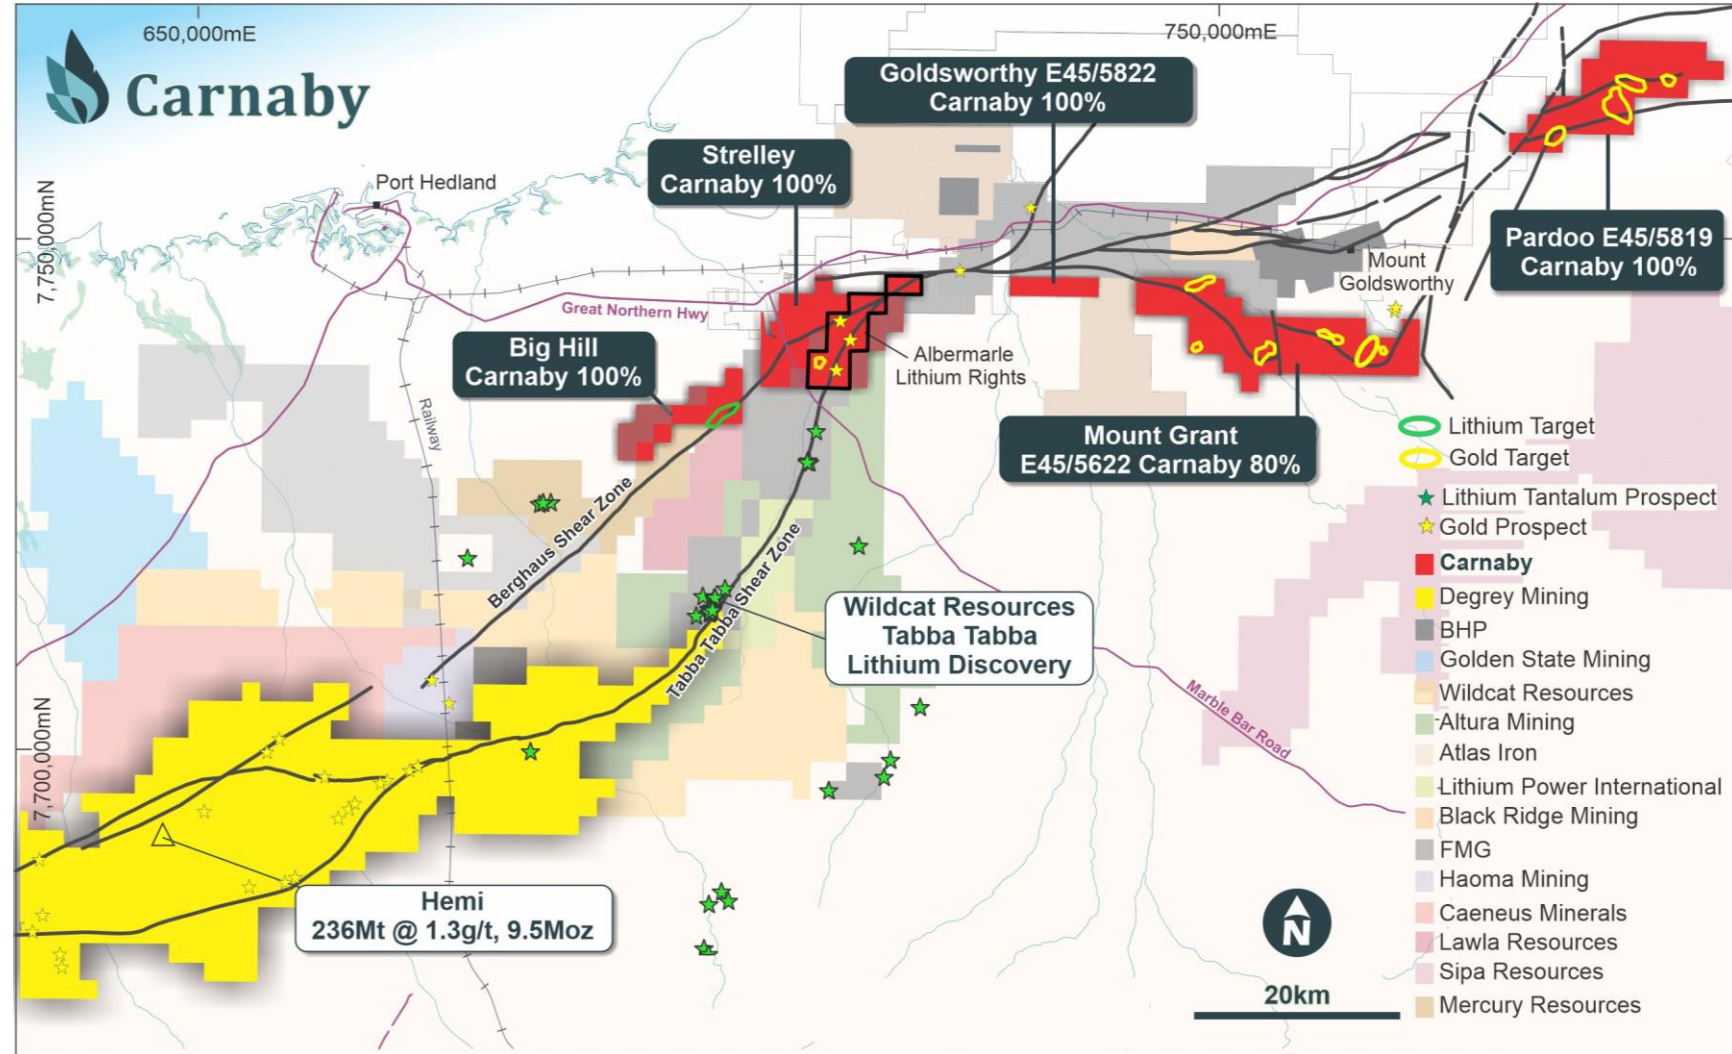 650,000mE
750,000mE
Carnaby
Goldsworthy E45/5822
Carnaby 100%
Strelley
Carnaby 100%
Port Hedland
7,750,000mN
Pardoo E45/5819
Carnaby 100%
Mount
Goldsworthy
Great Northern Hwy
Big Hill
Carnaby 100%
Albermarle
Lithium Rights
Railway
Mount Grant
E45/5622 Carnaby 80%
Berghaus Shear Zone
Tabba Tabba Shear Zone
Wildcat Resources
Tabba Tabba
Lithium Discovery
Marble Bar Road
7,700,000mN
Hemi
236Mt @ 1.3g/t, 9.5Moz
N
20km
Lithium Target
Gold Target
Lithium Tantalum Prospect
Gold Prospect
Carnaby
Degrey Mining
BHP
Golden State Mining
Wildcat Resources
Altura Mining
Atlas Iron
Lithium Power International
Black Ridge Mining
FMG
Haoma Mining
Caeneus Minerals
Lawla Resources
Sipa Resources
Mercury Resources